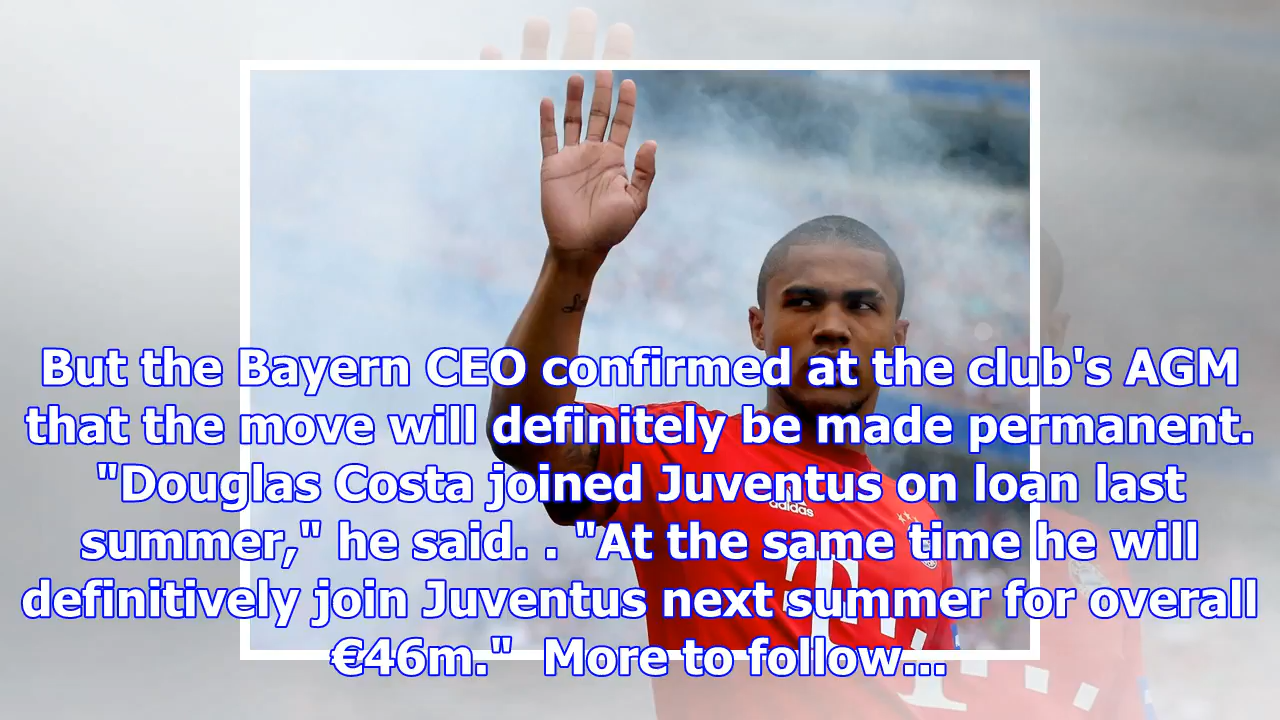 But the Bayern CEO confirmed at the club's AGM
that the move will definitely be made permanent.
"Douglas Costa joined Juventus on loan last
summer," he said. . "At the same time he will
definitively join Juventus next summer for overall
€46m."  More to follow...
adidas
T